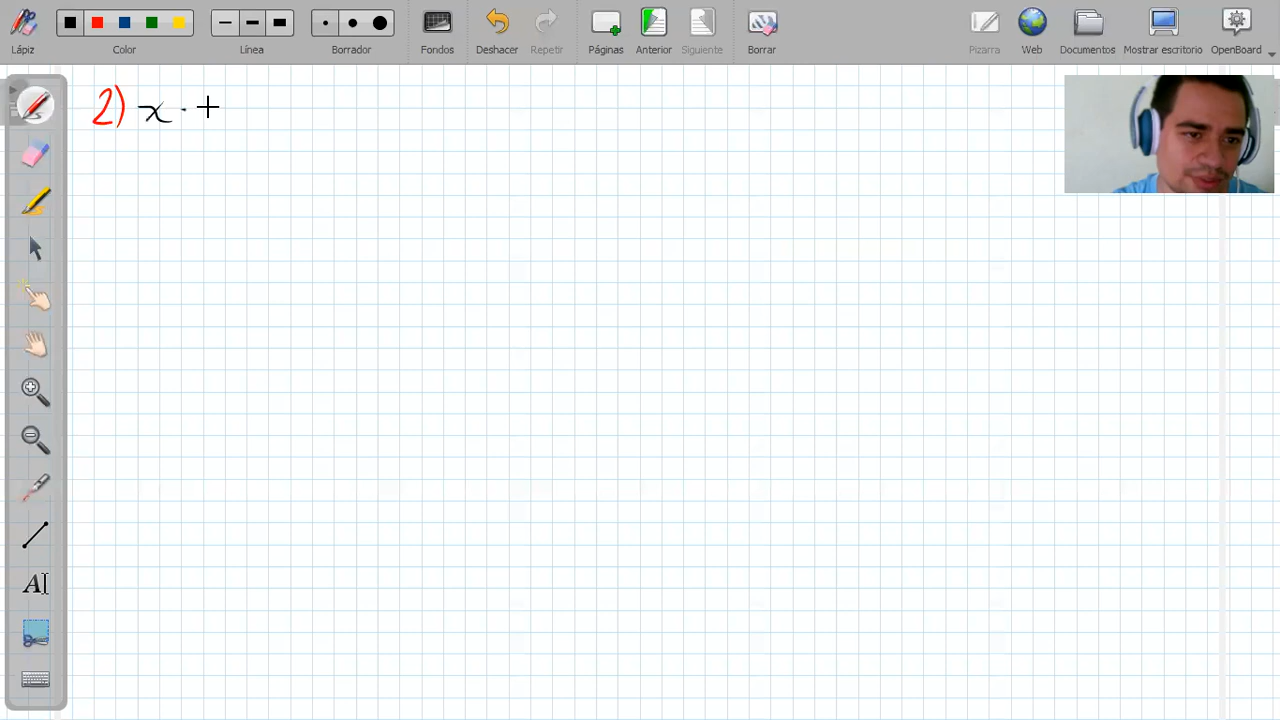 Lápiz Color Línea Borrador Fondos Deshacer Repetir Páginas Anterior Siguiente Borrar Pizarra Web Documentos Mostrar escritorio OpenBoard
2) x ·
A